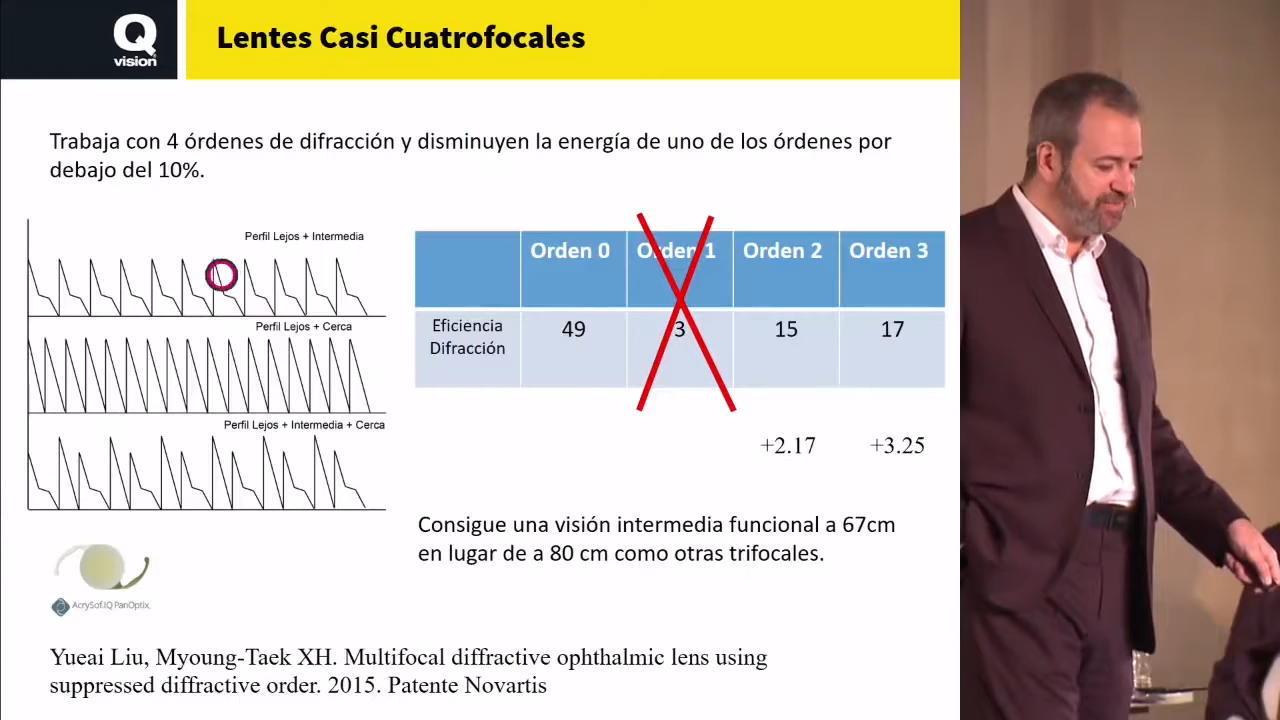 Q
vision
Lentes Casi Cuatrofocales
Trabaja con 4 órdenes de difracción y disminuyen la energía de uno de los órdenes por
debajo del 10%.
Perfil Lejos + Intermedia
Perfil Lejos + Cerca
Perfil Lejos + Intermedia + Cerca
Orden 0 Orden 1 Orden 2 Orden 3
Eficiencia
Difracción
49 3 15 17
+2.17 +3.25
Consigue una visión intermedia funcional a 67cm
en lugar de a 80 cm como otras trifocales.
AcrySof.IQ PanOptix.
Yueai Liu, Myoung-Taek XH. Multifocal diffractive ophthalmic lens using
suppressed diffractive order. 2015. Patente Novartis